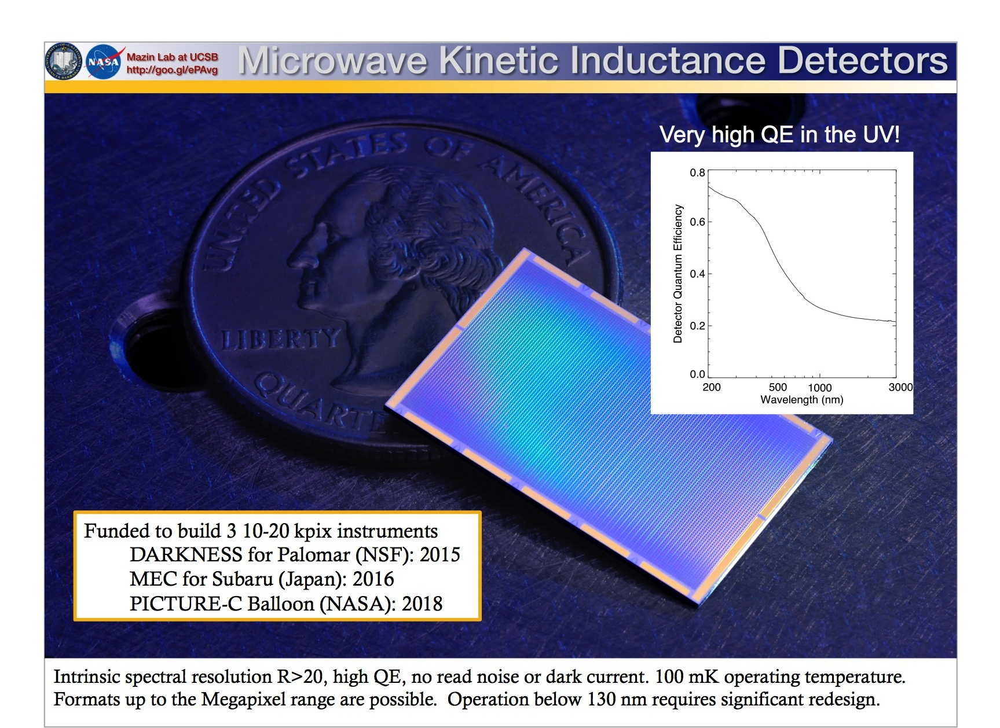 NASA
Mazin Lab at UCSB
http://goo.gl/ePAvg
Microwave Kinetic Inductance Detectors
UNITED STATES OF AMERICA
LIBERTY
QUARTE
Very high QE in the UV!
0.8
0.6
0.4
0.2
0.0
Detector Quantum Efficiency
200 500 1000 3000
Wavelength (nm)
Funded to build 3 10-20 kpix instruments
DARKNESS for Palomar (NSF): 2015
MEC for Subaru (Japan): 2016
PICTURE-C Balloon (NASA): 2018
Intrinsic spectral resolution R>20, high QE, no read noise or dark current. 100 mK operating temperature.
Formats up to the Megapixel range are possible. Operation below 130 nm requires significant redesign.